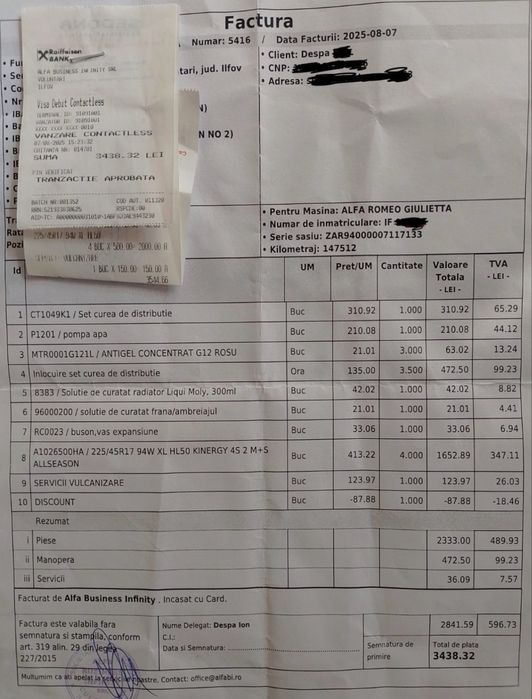 Factura
Numar: 5416 / Data Facturii: 2025-08-07
• Client: Despa
• CNP:
• Adresa:
tari, jud. Ilfov
N NO 2)
Raiffeisen
BANK
ALFA BUSINESS INFINITY SRL
VOLUNTARI
ILFOV
Visa Debit Contactless
VANZARE CONTACTLESS
07/08/2025 15:21:32
SUMA 3438.32 LEI
PIN VERIFICAT
TRANZACTIE APROBATA
225/45R17 94W XL HL50
4 BUC X 500.00 2000.00 A
SERVICII VULCANIZARE
1 BUC X 150.00 150.00 A
• Pentru Masina: ALFA ROMEO GIULIETTA
• Numar de inmatriculare: IF
• Serie sasiu: ZAR94000007117133
• Kilometraj: 147512
Id UM Pret/UM Cantitate Valoare Totala - LEI - TVA - LEI -
1 CT1049K1 / Set curea de distributie Buc 310.92 1.000 310.92 65.29
2 P1201 / pompa apa Buc 210.08 1.000 210.08 44.12
3 MTR0001G121L / ANTIGEL CONCENTRAT G12 ROSU Buc 21.01 3.000 63.02 13.24
4 Inlocuire set curea de distributie Ora 135.00 3.500 472.50 99.23
5 8383 / Solutie de curatat radiator Liqui Moly, 300ml Buc 42.02 1.000 42.02 8.82
6 96000200 / solutie de curatat frana/ambreiajul Buc 21.01 1.000 21.01 4.41
7 RC0023 / buson,vas expansiune Buc 33.06 1.000 33.06 6.94
8 A1026500HA / 225/45R17 94W XL HL50 KINERGY 4S 2 M+S Buc 413.22 4.000 1652.89 347.11
ALLSEASON
9 SERVICII VULCANIZARE Buc 123.97 1.000 123.97 26.03
10 DISCOUNT Buc -87.88 1.000 -87.88 -18.46
Rezumat
i Piese 2333.00 489.93
ii Manopera 472.50 99.23
iii Servicii 36.09 7.57
Facturat de Alfa Business Infinity . Incasat cu Card.
2841.59 596.73
Factura este valabila fara
semnatura si stampila, conform
art. 319 alin. 29 din legea
227/2015
Nume Delegat: Despa Ion
C.i.:
Data si Semnatura:
Semnatura de
primire
Total de plata
3438.32
Multumim ca ati apelat la serviciile noastre, Contact: office@alfabi.ro